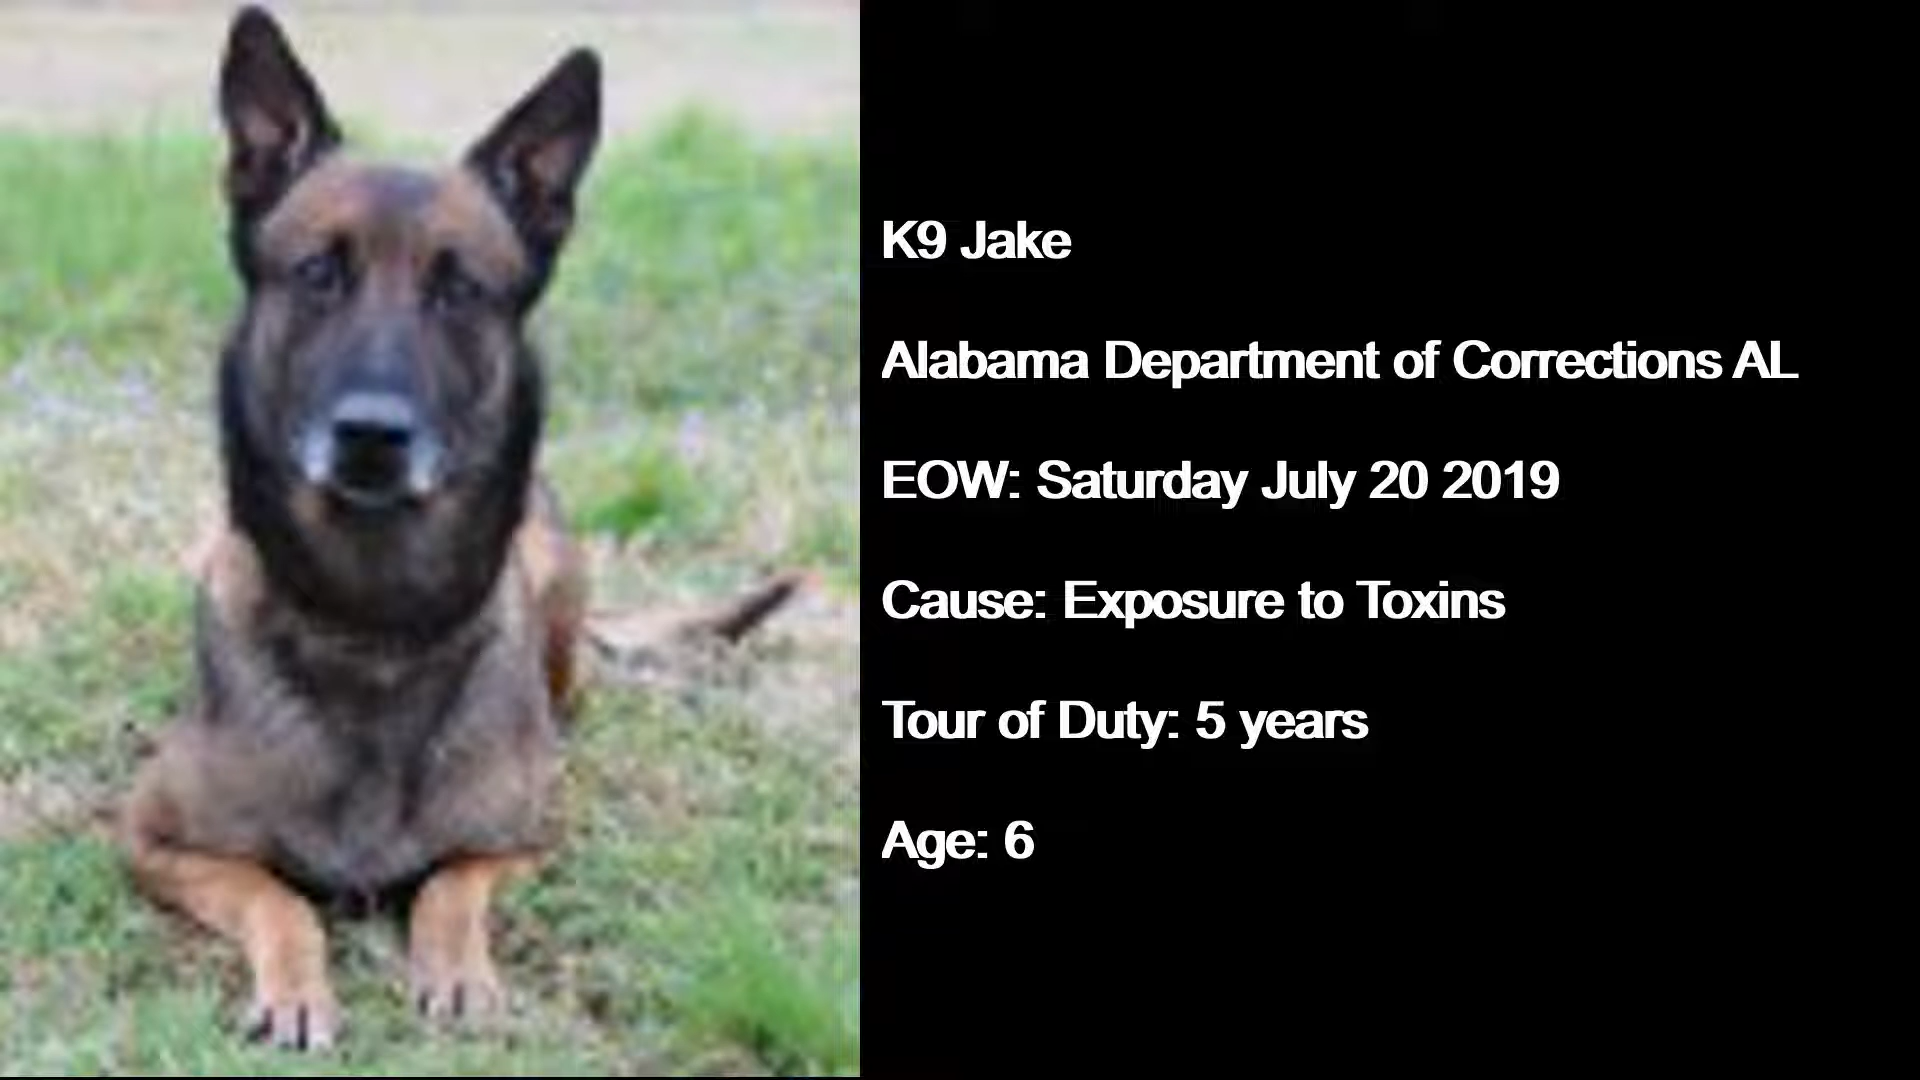 K9 Jake
Alabama Department of Corrections AL
EOW: Saturday July 20 2019
Cause: Exposure to Toxins
Tour of Duty: 5 years
Age: 6